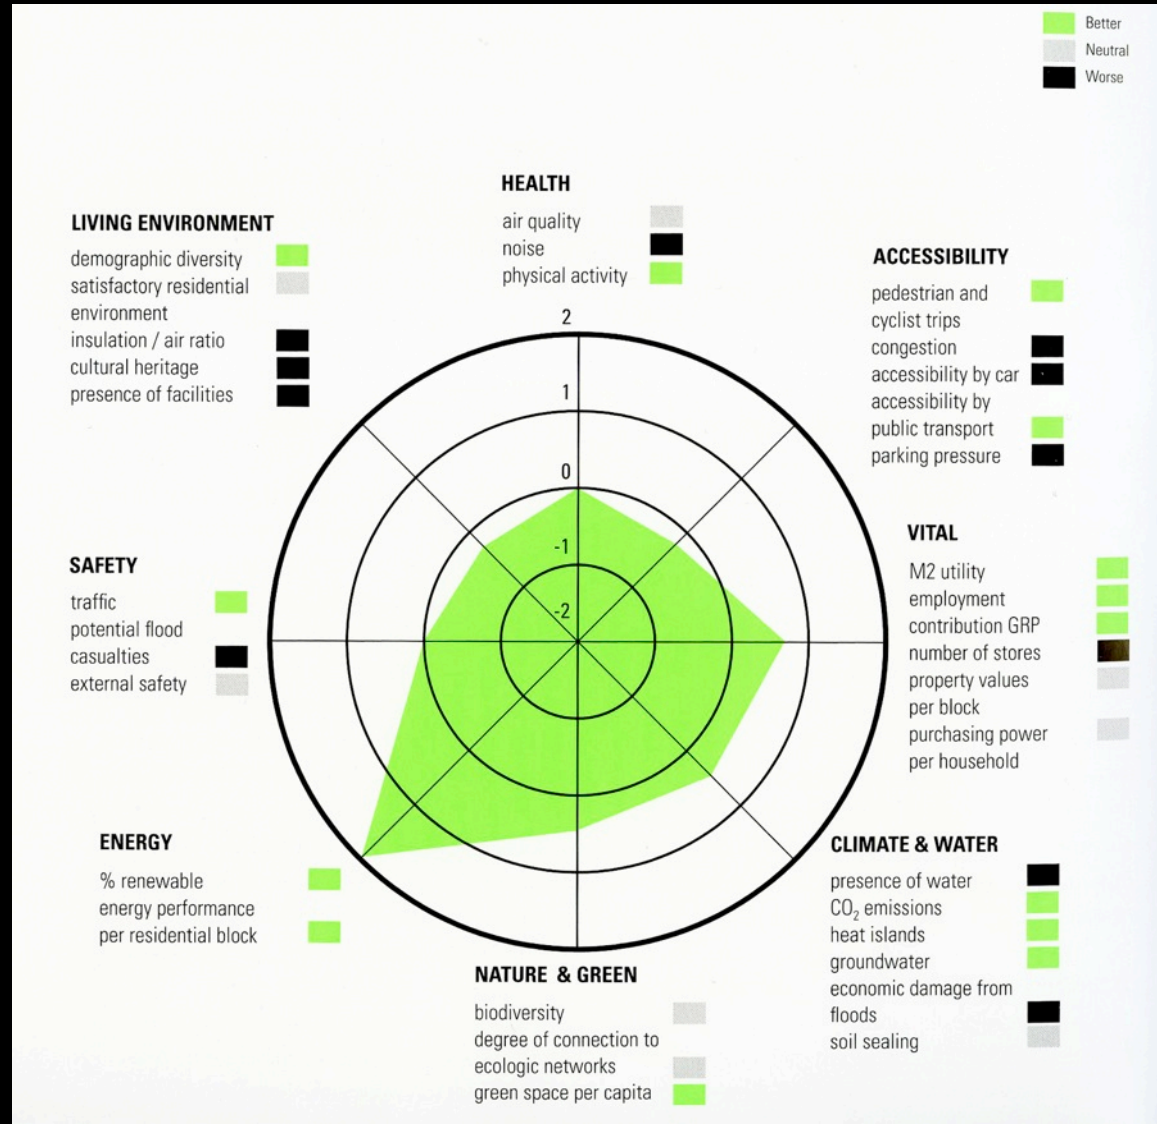 Better
Neutral
Worse
HEALTH
air quality
noise
physical activity
LIVING ENVIRONMENT
demographic diversity
satisfactory residential
environment
insulation / air ratio
cultural heritage
presence of facilities
ACCESSIBILITY
pedestrian and
cyclist trips
congestion
accessibility by car
accessibility by
public transport
parking pressure
2
1
0
-1
-2
SAFETY
traffic
potential flood
casualties
external safety
VITAL
M2 utility
employment
contribution GRP
number of stores
property values
per block
purchasing power
per household
ENERGY
% renewable
energy performance
per residential block
CLIMATE & WATER
presence of water
CO₂ emissions
heat islands
groundwater
economic damage from
floods
soil sealing
NATURE & GREEN
biodiversity
degree of connection to
ecologic networks
green space per capita